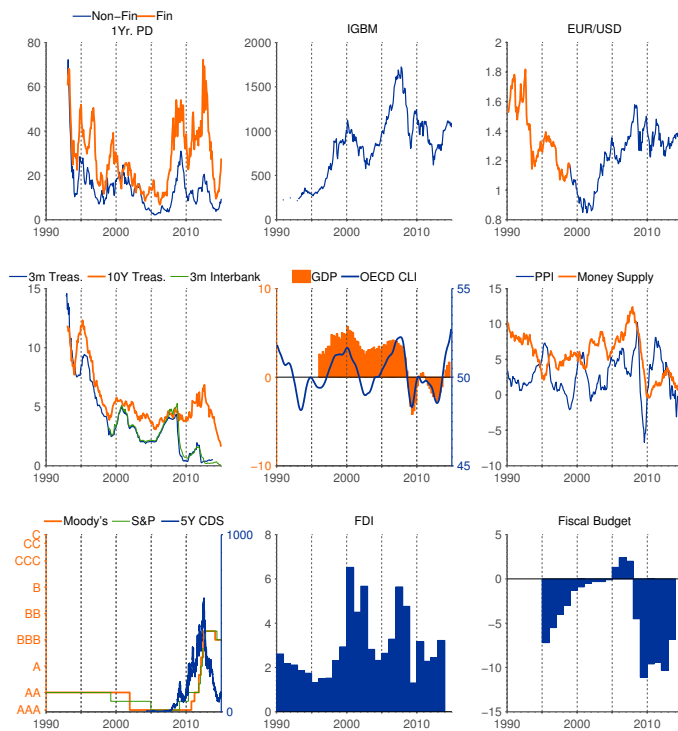 Non−Fin Fin
1Yr. PD
80
60
40
20
0
1990 2000 2010
IGBM
2000
1500
1000
500
0
1990 2000 2010
EUR/USD
2
1.8
1.6
1.4
1.2
1
0.8
1990 2000 2010
3m Treas. 10Y Treas. 3m Interbank
15
10
5
0
1990 2000 2010
GDP OECD CLI
10
0
−10
55
50
45
1990 2000 2010
PPI Money Supply
15
10
5
0
−5
−10
1990 2000 2010
Moody's S&P 5Y CDS
C
CC
CCC
B
BB
BBB
A
AA
AAA
1000
0
1990 2002 2015
FDI
8
6
4
2
0
1990 2000 2010
Fiscal Budget
5
0
−5
−10
−15
1990 2000 2010